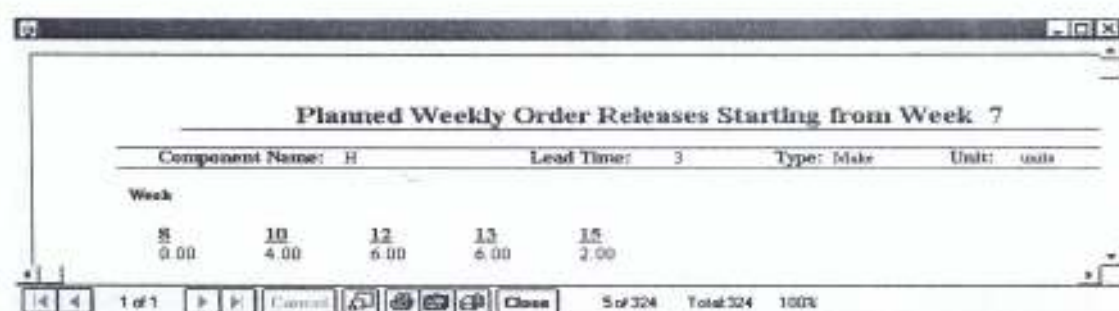 Planned Weekly Order Releases Starting from Week 7
Component Name: H Lead Time: 3 Type: Make Unit: units
Week
8 10 12 13 15
0.00 4.00 6.00 6.00 2.00
1 of 1 Cancel Close 5 of 324 Total:324 100%